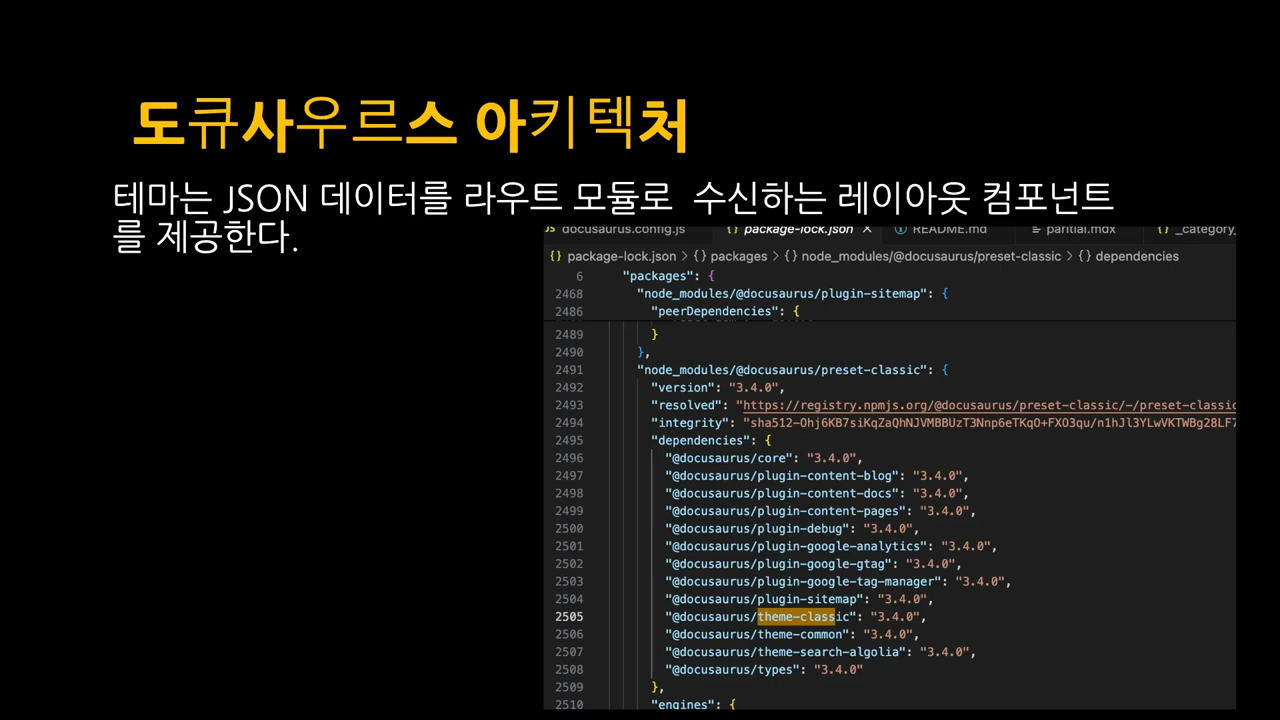 도큐사우르스 아키텍처
테마는 JSON 데이터를 라우트 모듈로 수신하는 레이아웃 컴포넌트
를 제공한다.
JS docusaurus.config.js {} package-lock.json × ⓘ README.md paritial.mdx {} _category_
{} package-lock.json > {} packages > {} node_modules/@docusaurus/preset-classic > {} dependencies
6 "packages": {
2468 "node_modules/@docusaurus/plugin-sitemap": {
2486 "peerDependencies": {
2489 }
2490 },
2491 "node_modules/@docusaurus/preset-classic": {
2492 "version": "3.4.0",
2493 "resolved": "https://registry.npmjs.org/@docusaurus/preset-classic/-/preset-classic
2494 "integrity": "sha512-Ohj6KB7siKqZaQhNJVMBBUzT3Nnp6eTKqO+FXO3qu/n1hJl3YLwVKTWBg28LF7
2495 "dependencies": {
2496 "@docusaurus/core": "3.4.0",
2497 "@docusaurus/plugin-content-blog": "3.4.0",
2498 "@docusaurus/plugin-content-docs": "3.4.0",
2499 "@docusaurus/plugin-content-pages": "3.4.0",
2500 "@docusaurus/plugin-debug": "3.4.0",
2501 "@docusaurus/plugin-google-analytics": "3.4.0",
2502 "@docusaurus/plugin-google-gtag": "3.4.0",
2503 "@docusaurus/plugin-google-tag-manager": "3.4.0",
2504 "@docusaurus/plugin-sitemap": "3.4.0",
2505 "@docusaurus/theme-classic": "3.4.0",
2506 "@docusaurus/theme-common": "3.4.0",
2507 "@docusaurus/theme-search-algolia": "3.4.0",
2508 "@docusaurus/types": "3.4.0"
2509 },
2510 "engines": {